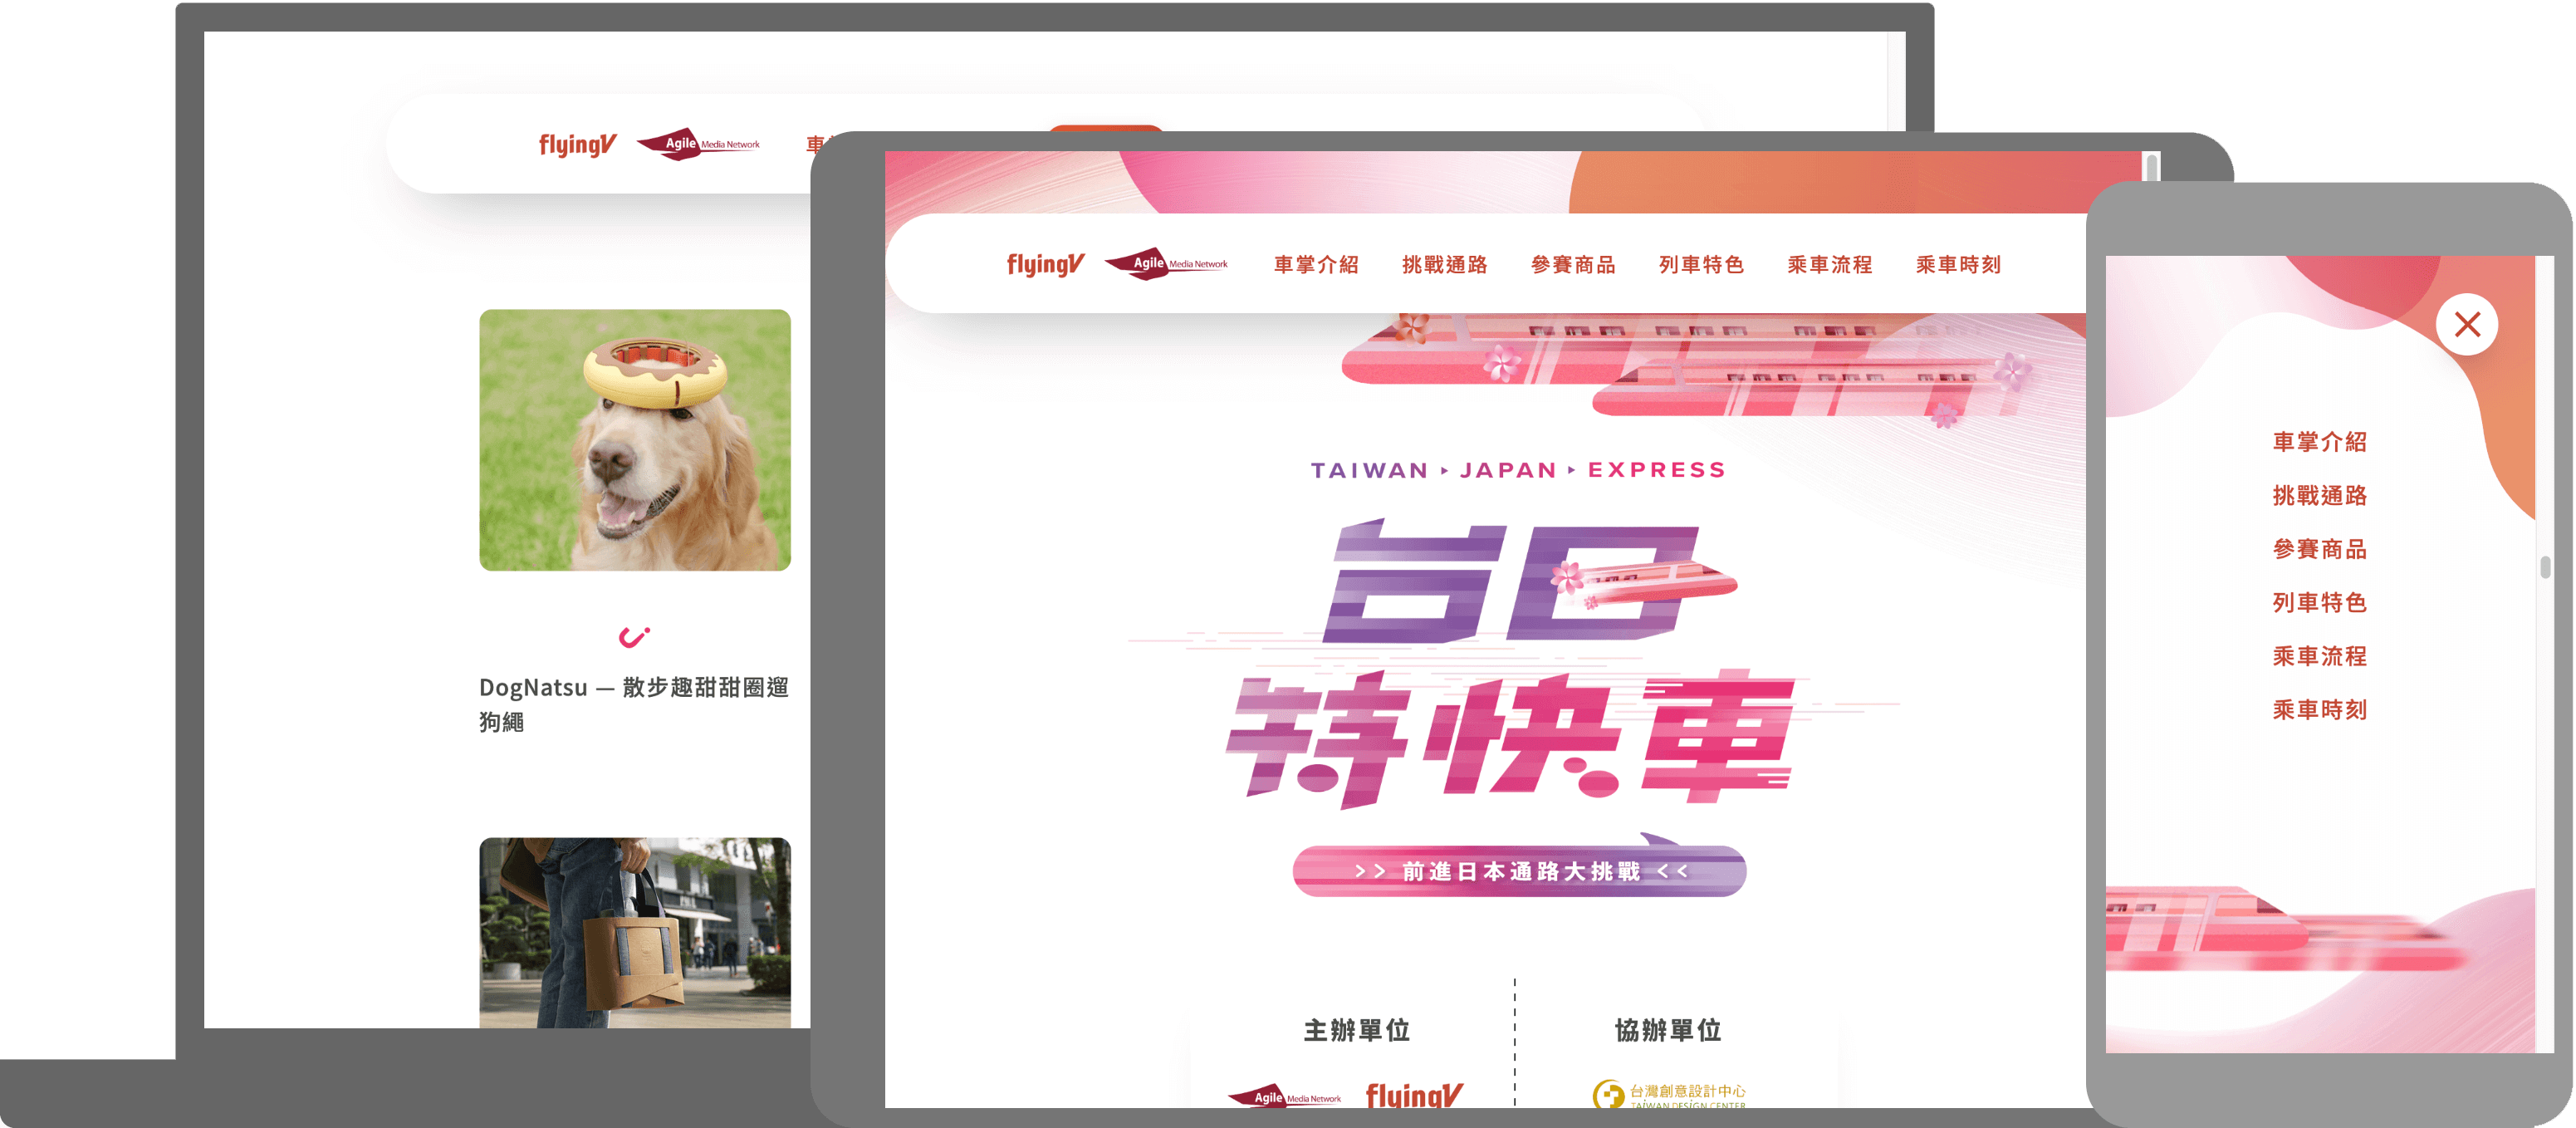 flyingV
Agile Media Network
車
DogNatsu — 散步趣甜甜圈遛
狗繩
flyingV
Agile Media Network
車掌介紹
挑戰通路
參賽商品
列車特色
乘車流程
乘車時刻
TAIWAN ▸ JAPAN ▸ EXPRESS
台日
特快車
>> 前進日本通路大挑戰 <<
主辦單位
協辦單位
Agile Media Network
flyingV
台灣創意設計中心
TAIWAN DESIGN CENTER
車掌介紹
挑戰通路
參賽商品
列車特色
乘車流程
乘車時刻